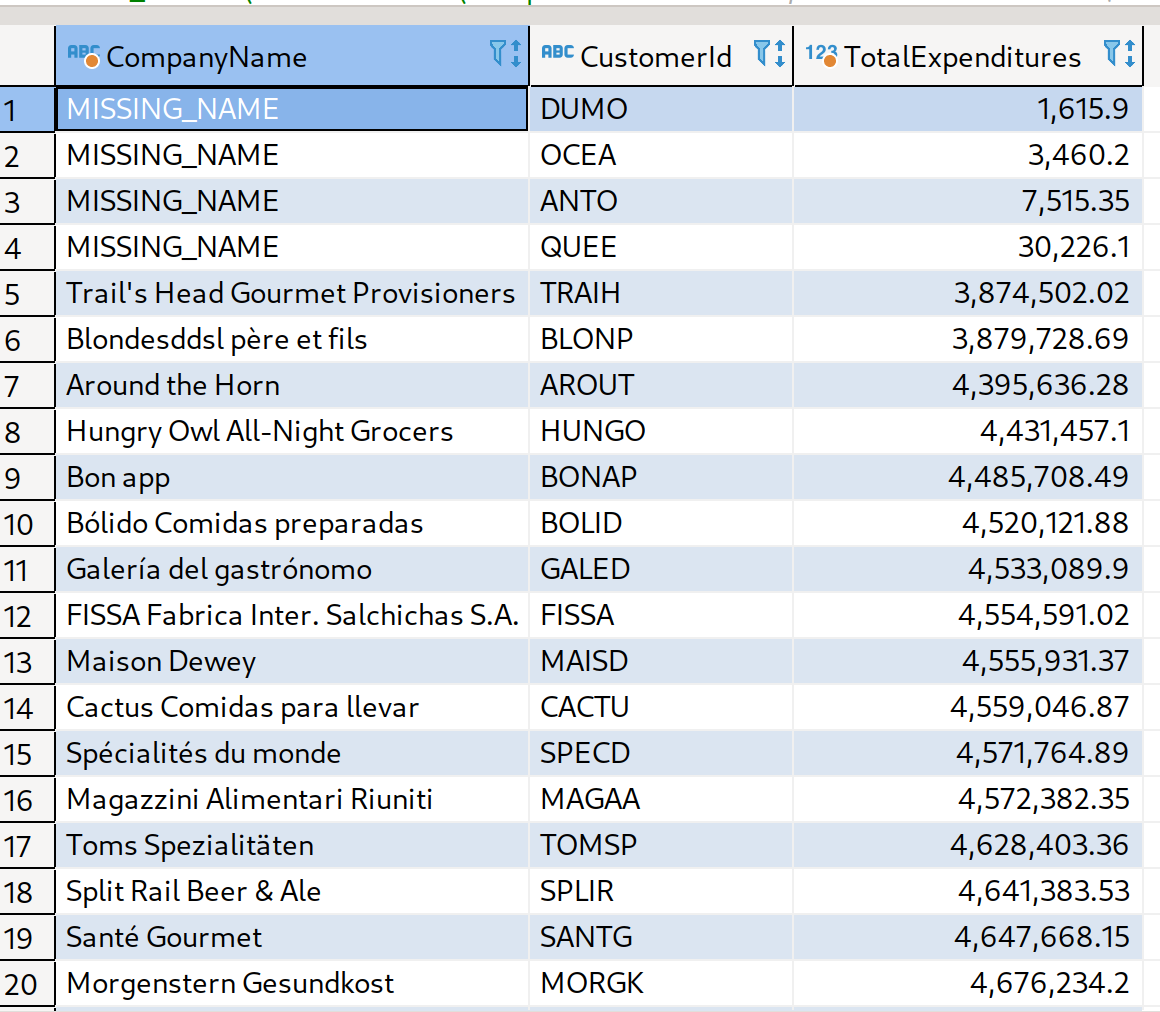 ABC CompanyName ABC CustomerId 123 TotalExpenditures
1 MISSING_NAME DUMO 1,615.9
2 MISSING_NAME OCEA 3,460.2
3 MISSING_NAME ANTO 7,515.35
4 MISSING_NAME QUEE 30,226.1
5 Trail's Head Gourmet Provisioners TRAIH 3,874,502.02
6 Blondesddsl père et fils BLONP 3,879,728.69
7 Around the Horn AROUT 4,395,636.28
8 Hungry Owl All-Night Grocers HUNGO 4,431,457.1
9 Bon app BONAP 4,485,708.49
10 Bólido Comidas preparadas BOLID 4,520,121.88
11 Galería del gastrónomo GALED 4,533,089.9
12 FISSA Fabrica Inter. Salchichas S.A. FISSA 4,554,591.02
13 Maison Dewey MAISD 4,555,931.37
14 Cactus Comidas para llevar CACTU 4,559,046.87
15 Spécialités du monde SPECD 4,571,764.89
16 Magazzini Alimentari Riuniti MAGAA 4,572,382.35
17 Toms Spezialitäten TOMSP 4,628,403.36
18 Split Rail Beer & Ale SPLIR 4,641,383.53
19 Santé Gourmet SANTG 4,647,668.15
20 Morgenstern Gesundkost MORGK 4,676,234.2